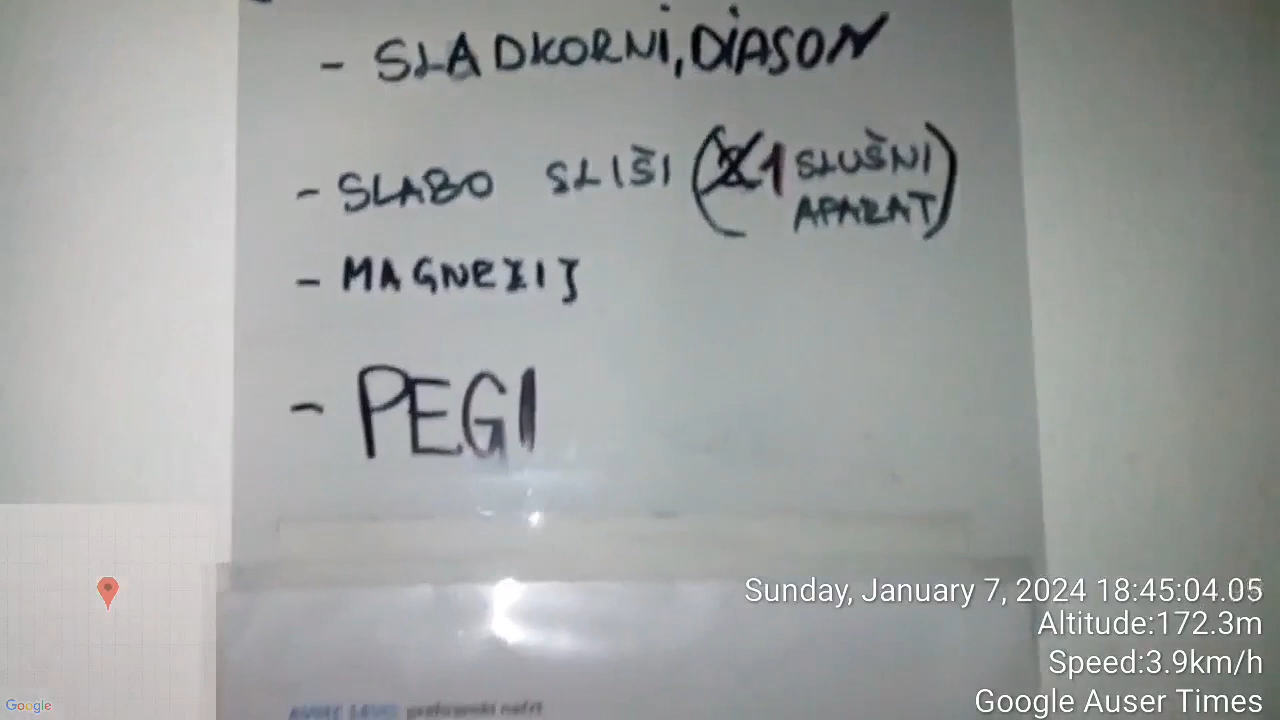 - SLADKORNI, DIASON
- SLABO SLIŠI (1 SLUŠNI
APARAT)
- MAGNEZIJ
- PEGI
Sunday, January 7, 2024 18:45:04.05
Altitude:172.3m
Speed:3.9km/h
Google Auser Times
Google